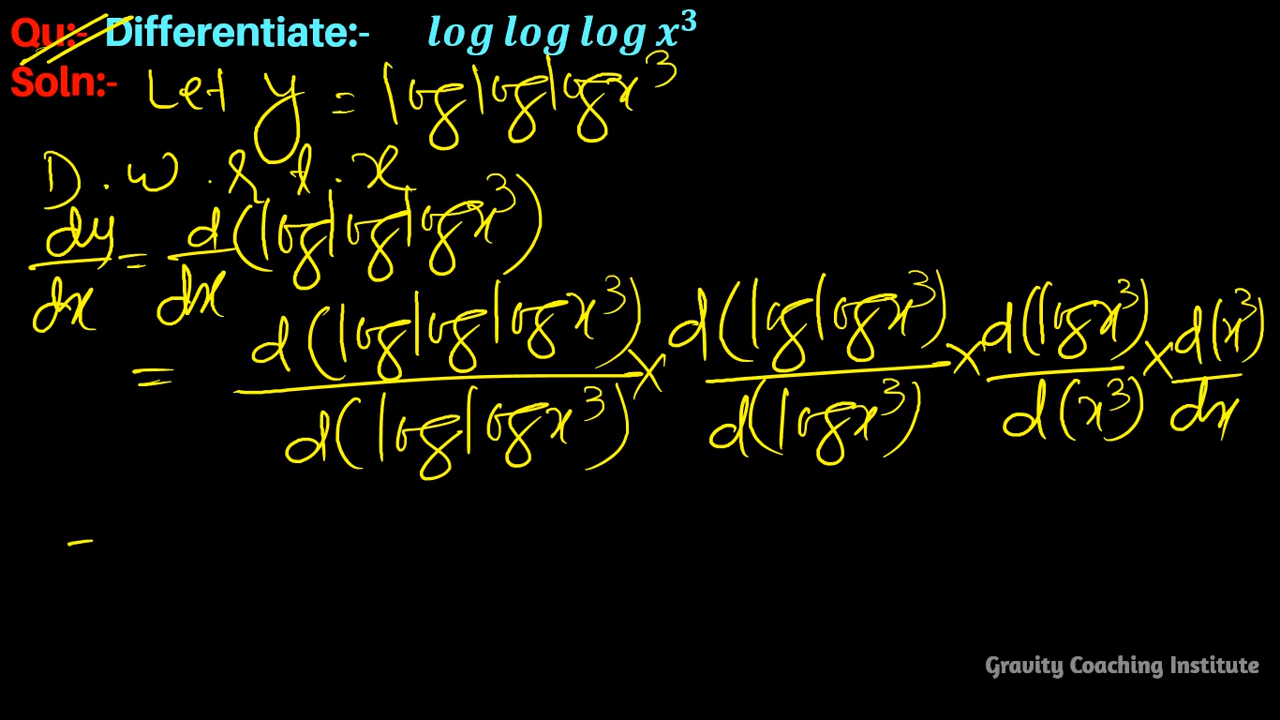 Qu:- Differentiate:- log log log x³
Soln:- Let y = log log log x³
D. w. r. t. x
dy/dx = d/dx (log log log x³)
= d(log log log x³)/d(log log x³) × d(log log x³)/d(log x³) × d(log x³)/d(x³) × d(x³)/dx
-
Gravity Coaching Institute